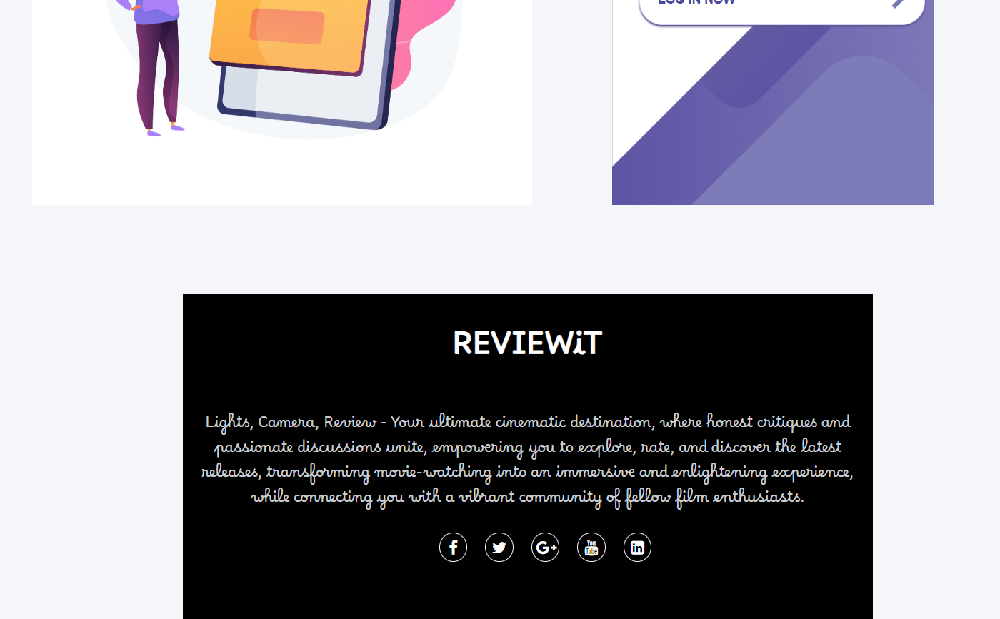 LOG IN NOW
REVIEWiT
Lights, Camera, Review - Your ultimate cinematic destination, where honest critiques and
passionate discussions unite, empowering you to explore, rate, and discover the latest
releases, transforming movie-watching into an immersive and enlightening experience,
while connecting you with a vibrant community of fellow film enthusiasts.
f G+ You Tube in